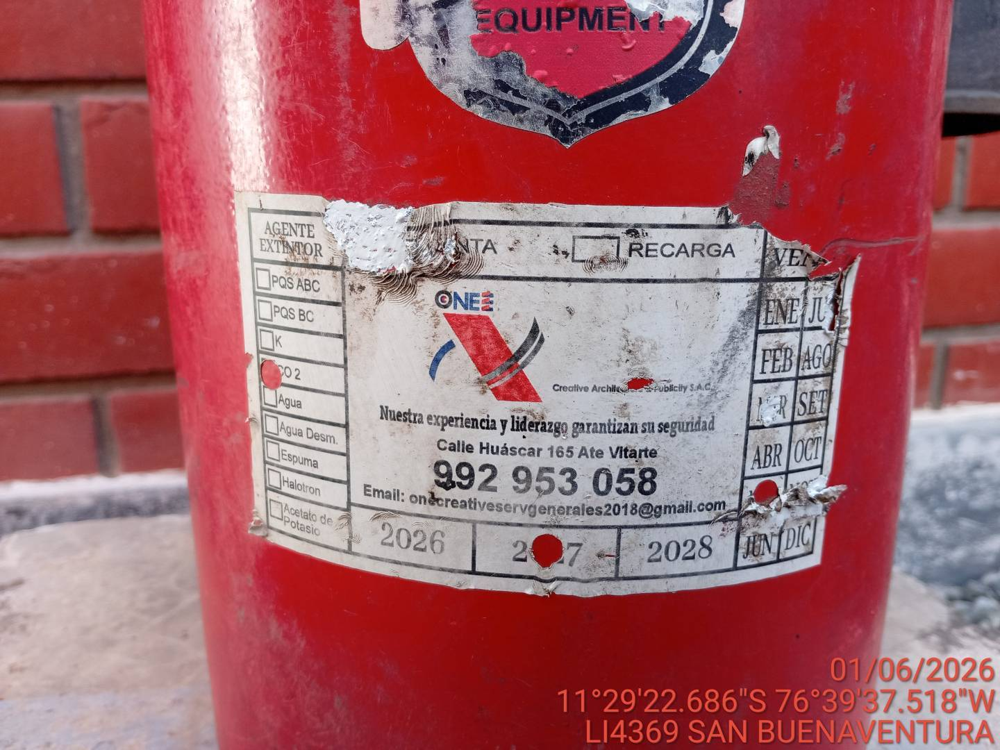 EQUIPMENT
AGENTE
EXTINTOR
RECARGA
PQS ABC
PQS BC
K
CO 2
Agua
Agua Desm.
Espuma
Halotron
Acetato de
Potasio
ONE
Creative Publicity S.A.C.
Nuestra experiencia y liderazgo garantizan su seguridad
Calle Huáscar 165 Ate Vitarte
992 953 058
Email: onecreativeservgenerales2018@gmail.com
2026 2028
ENE
FEB AGO
SET
ABR OCT
JUN DIC
01/06/2026
11°29'22.686"S 76°39'37.518"W
LI4369 SAN BUENAVENTURA